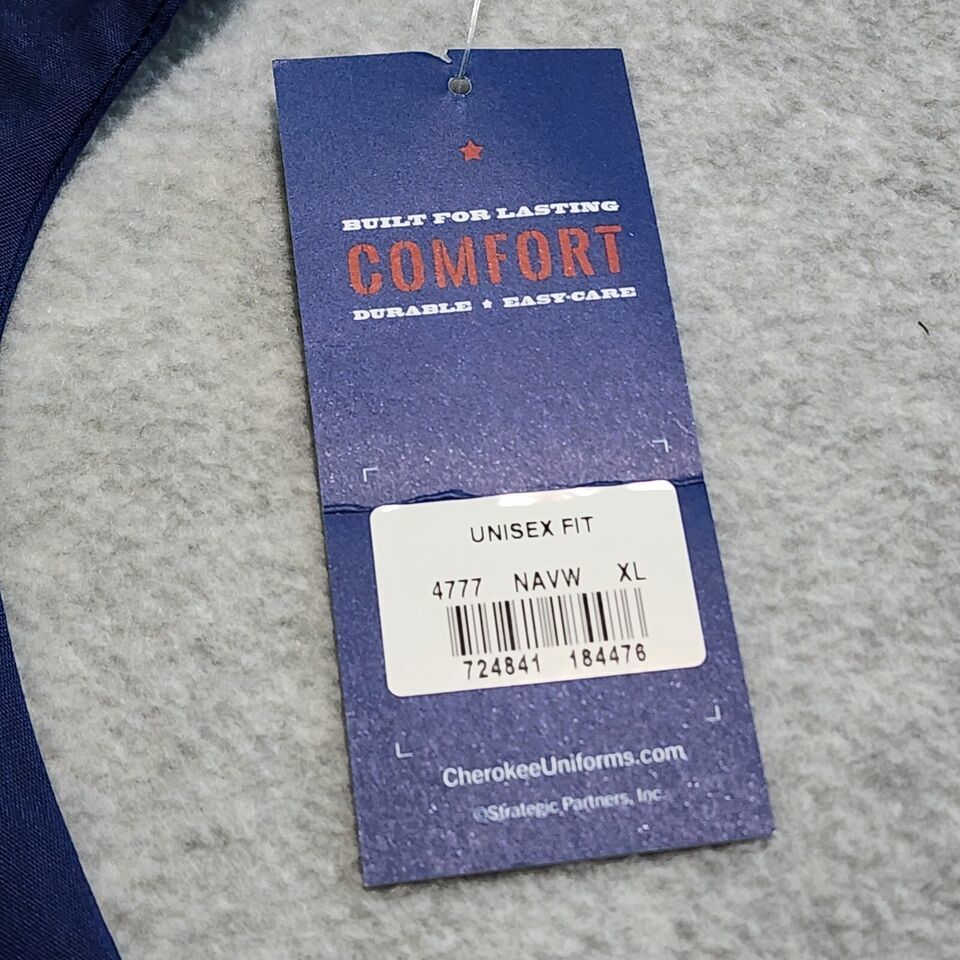 BUILT FOR LASTING
COMFORT
DURABLE ★ EASY-CARE
UNISEX FIT
4777 NAVW XL
724841 184476
CherokeeUniforms.com
©Strategic Partners, Inc.